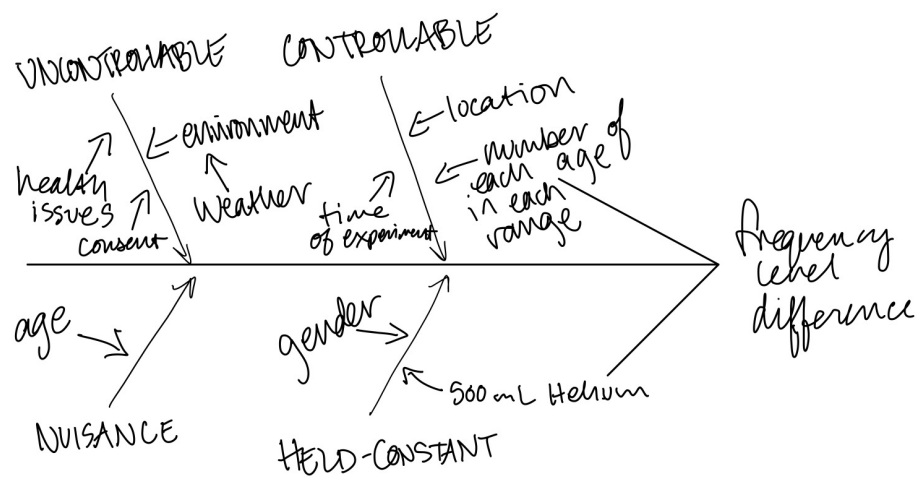 UNCONTROLLABLE
CONTROLLABLE
location
environment
number of
each age
in each
range
health
issues
Weather
consent
time
of experiment
frequency
level
difference
age
gender
500 mL Helium
NUISANCE
HELD-CONSTANT